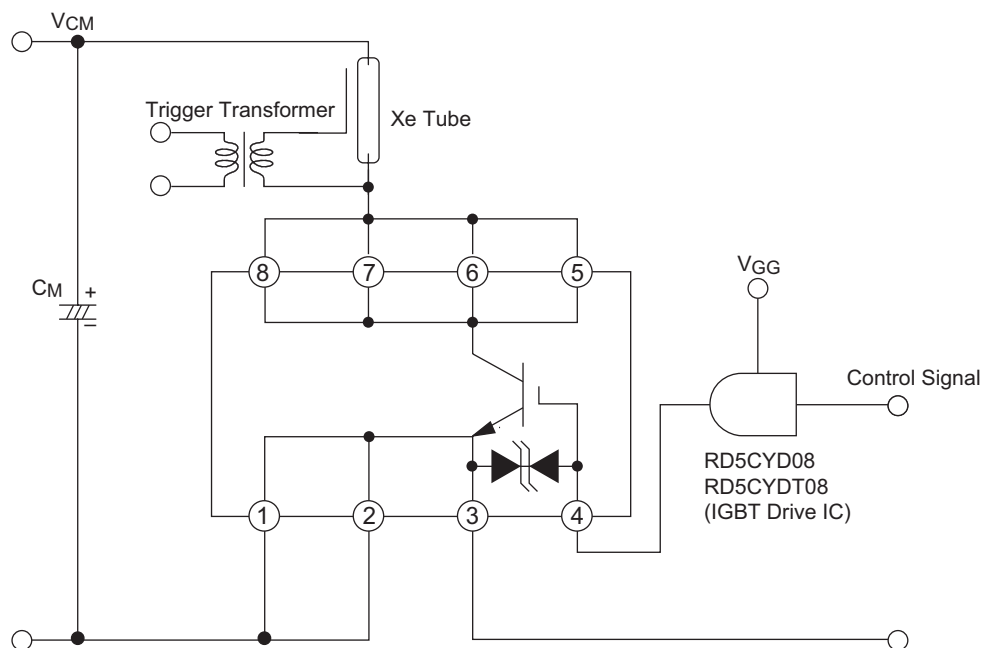 VCM
Trigger Transformer
Xe Tube
8 7 6 5
VGG
CM +
–
Control Signal
RD5CYD08
RD5CYDT08
(IGBT Drive IC)
1 2 3 4